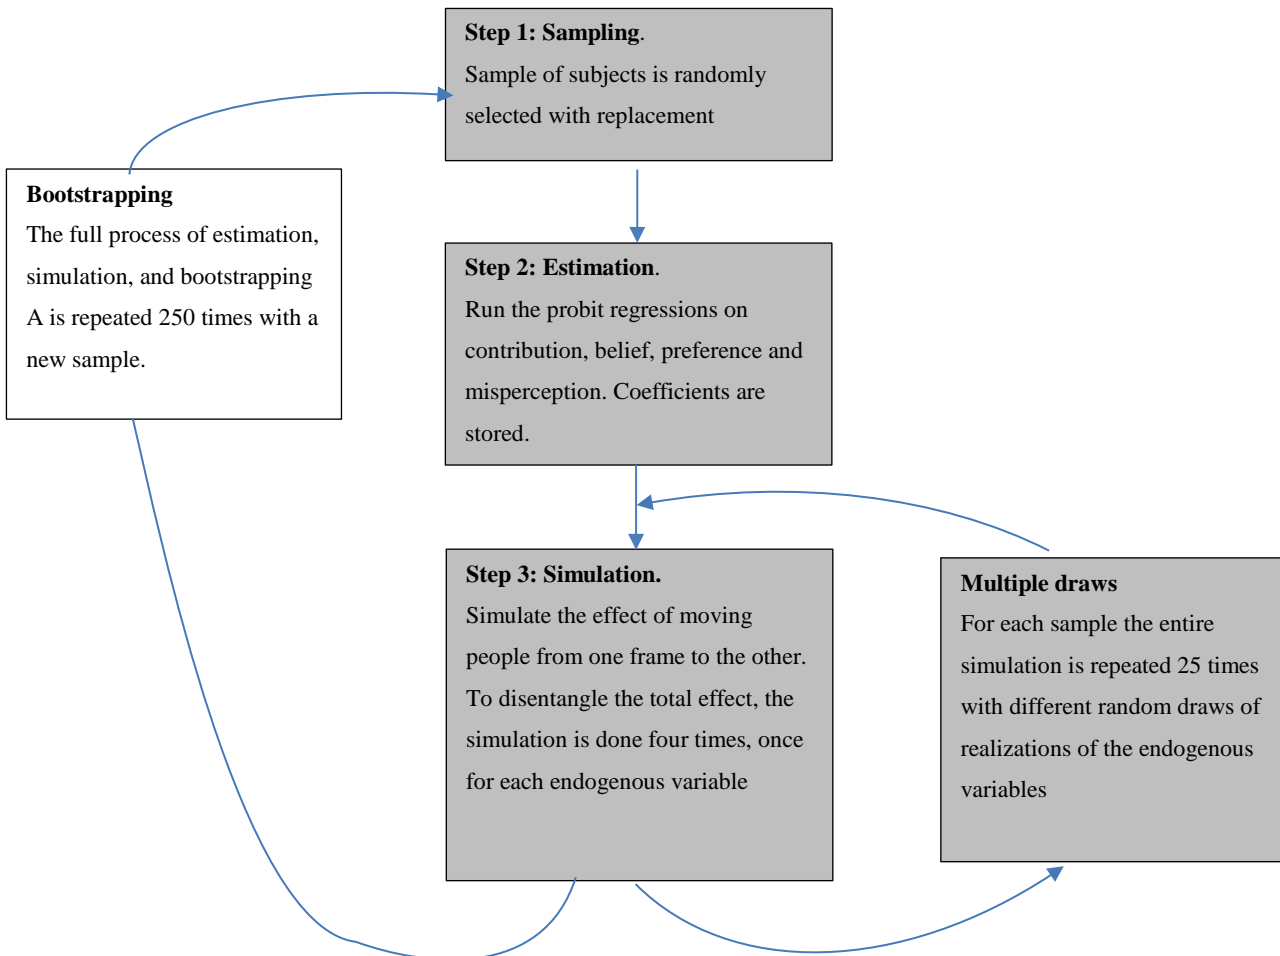 Step 1: Sampling.
Sample of subjects is randomly
selected with replacement
Bootstrapping
The full process of estimation,
simulation, and bootstrapping
A is repeated 250 times with a
new sample.
Step 2: Estimation.
Run the probit regressions on
contribution, belief, preference and
misperception. Coefficients are
stored.
Step 3: Simulation.
Simulate the effect of moving
people from one frame to the other.
To disentangle the total effect, the
simulation is done four times, once
for each endogenous variable
Multiple draws
For each sample the entire
simulation is repeated 25 times
with different random draws of
realizations of the endogenous
variables